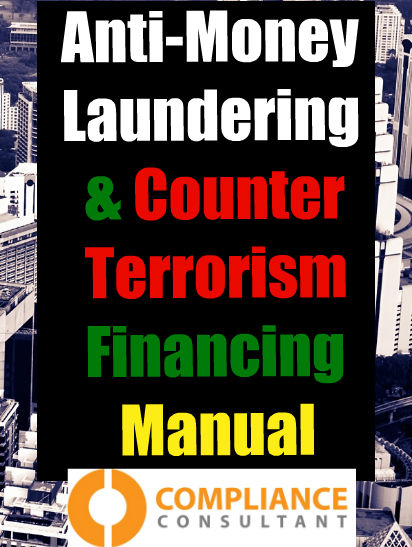 Anti-Money
Laundering
& Counter
Terrorism
Financing
Manual
COMPLIANCE
CONSULTANT